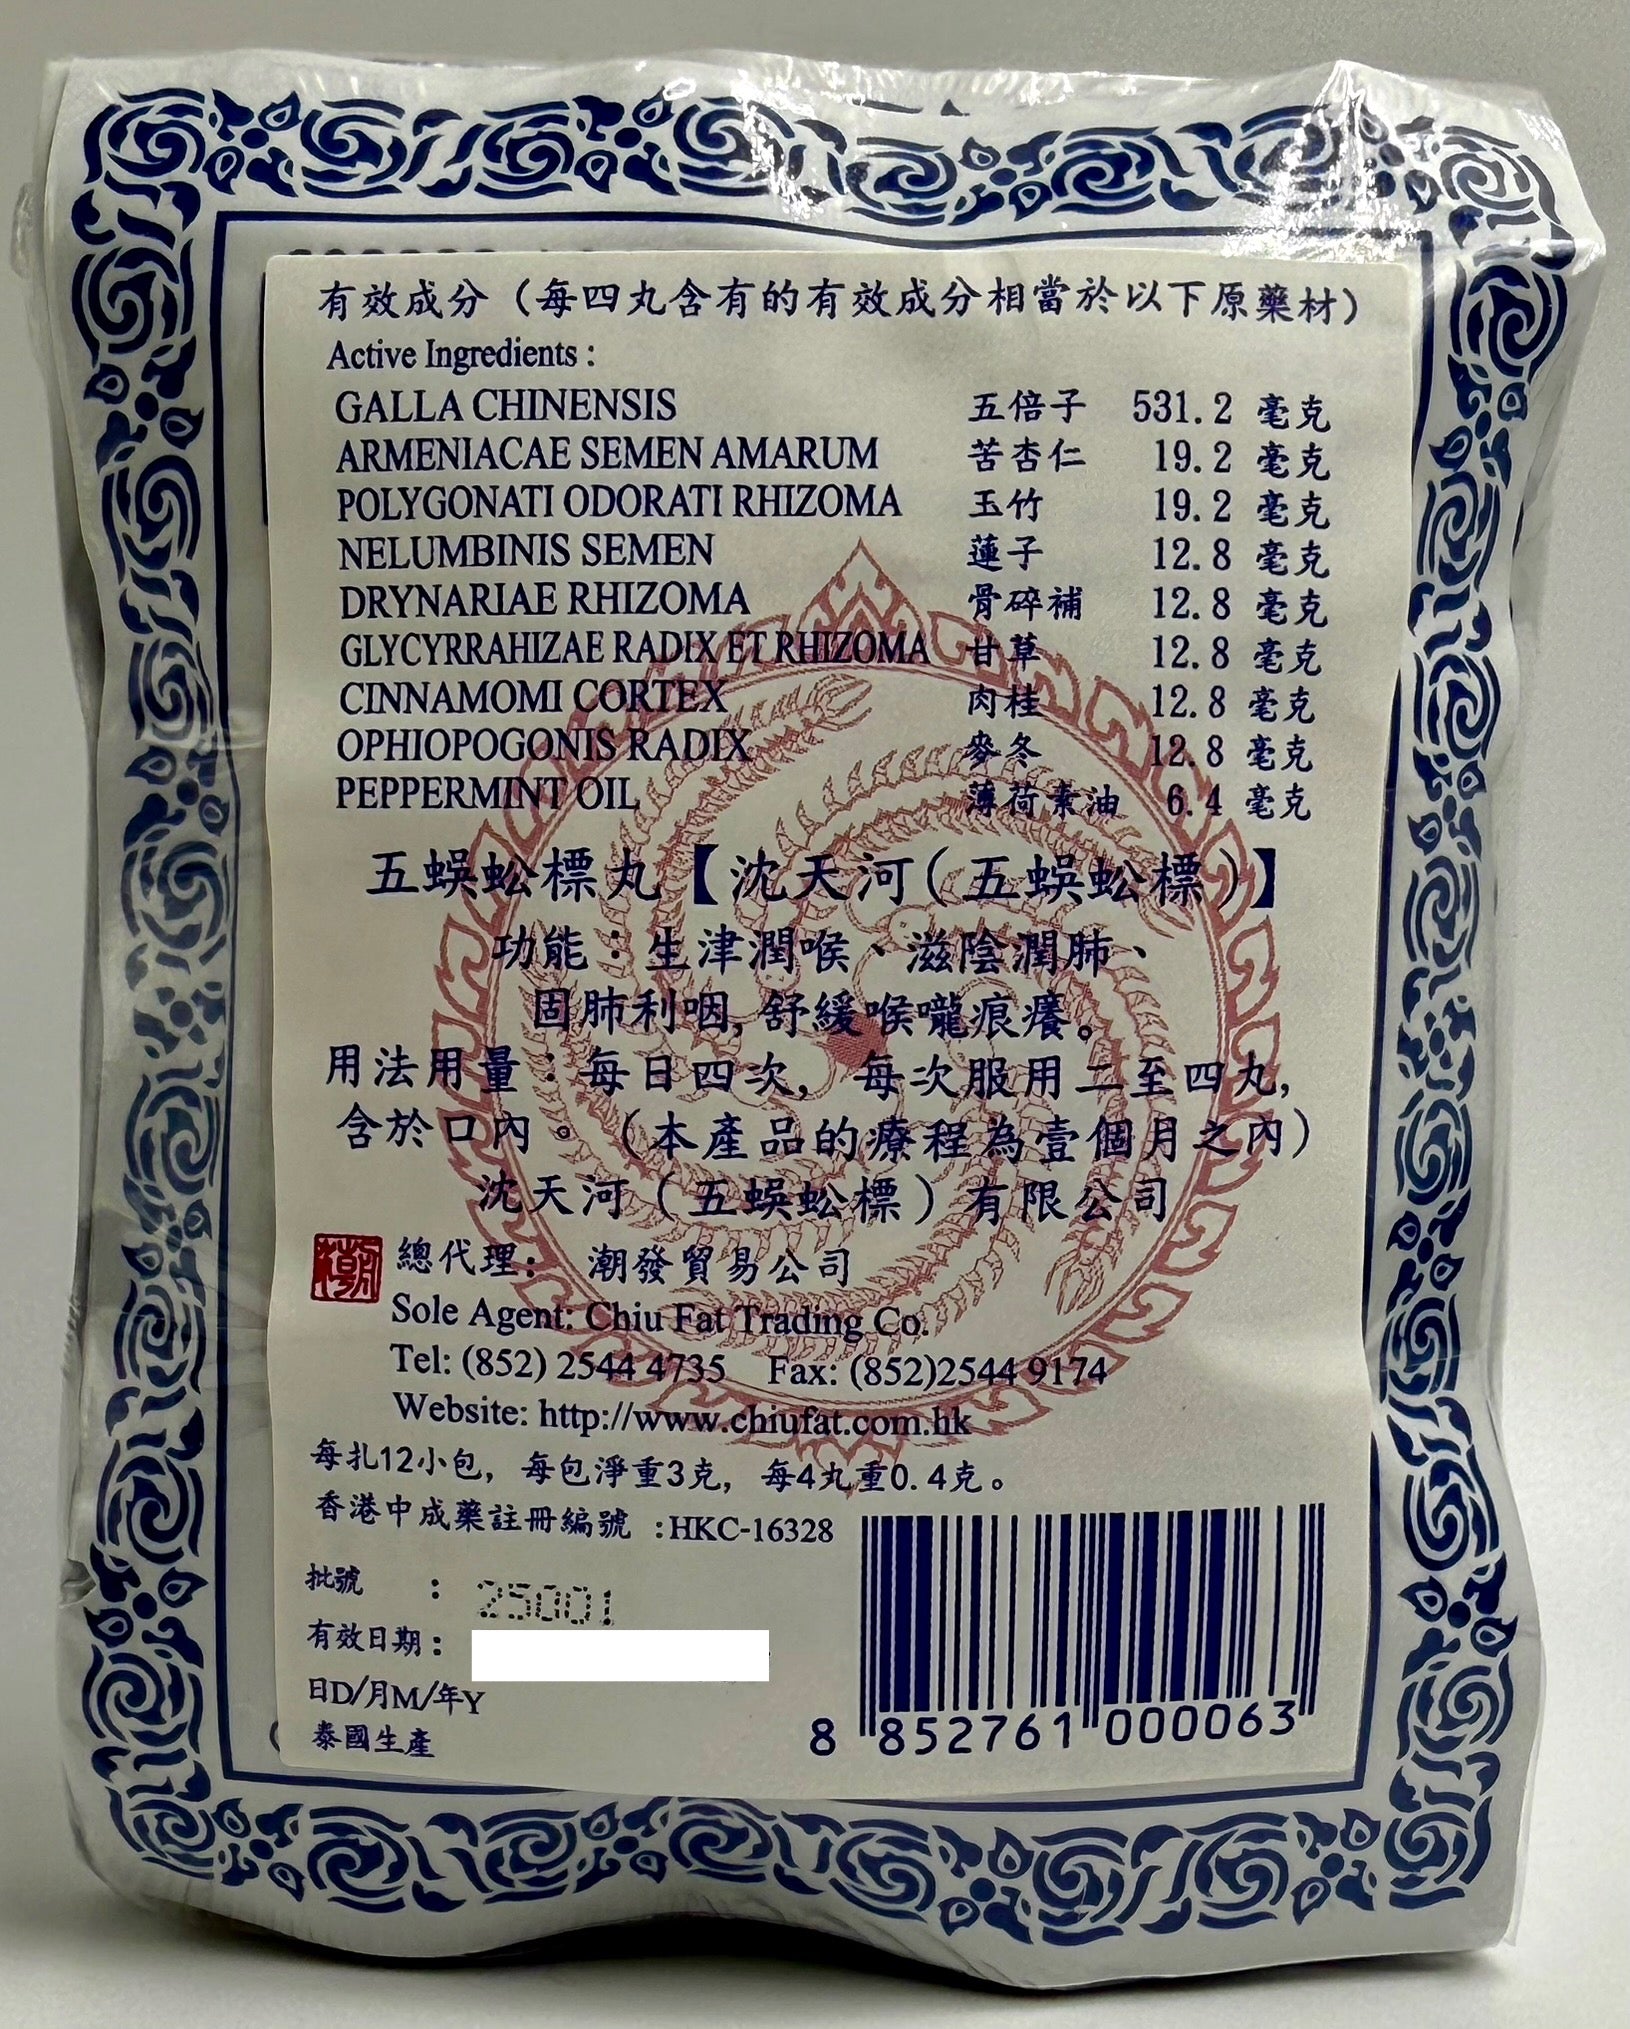 有效成分（每四丸含有的有效成分相當於以下原藥材）
Active Ingredients :
GALLA CHINENSIS 五倍子 531.2 毫克
ARMENIACAE SEMEN AMARUM 苦杏仁 19.2 毫克
POLYGONATI ODORATI RHIZOMA 玉竹 19.2 毫克
NELUMBINIS SEMEN 蓮子 12.8 毫克
DRYNARIAE RHIZOMA 骨碎補 12.8 毫克
GLYCYRRAHIZAE RADIX ET RHIZOMA 甘草 12.8 毫克
CINNAMOMI CORTEX 肉桂 12.8 毫克
OPHIOPOGONIS RADIX 麥冬 12.8 毫克
PEPPERMINT OIL 薄荷素油 6.4 毫克
五蜈蚣標丸【沈天河（五蜈蚣標）】
功能：生津潤喉、滋陰潤肺、
固肺利咽, 舒緩喉嚨痕癢。
用法用量：每日四次, 每次服用二至四丸,
含於口內。（本產品的療程為壹個月之內）
沈天河（五蜈蚣標）有限公司
總代理: 潮發貿易公司
Sole Agent: Chiu Fat Trading Co.
Tel: (852) 2544 4735 Fax: (852)2544 9174
Website: http://www.chiufat.com.hk
每扎12小包, 每包淨重3克, 每4丸重0.4克。
香港中成藥註冊編號 :HKC-16328
批號 : 25001
有效日期:
日D/月M/年Y
泰國生產
8 852761 000063